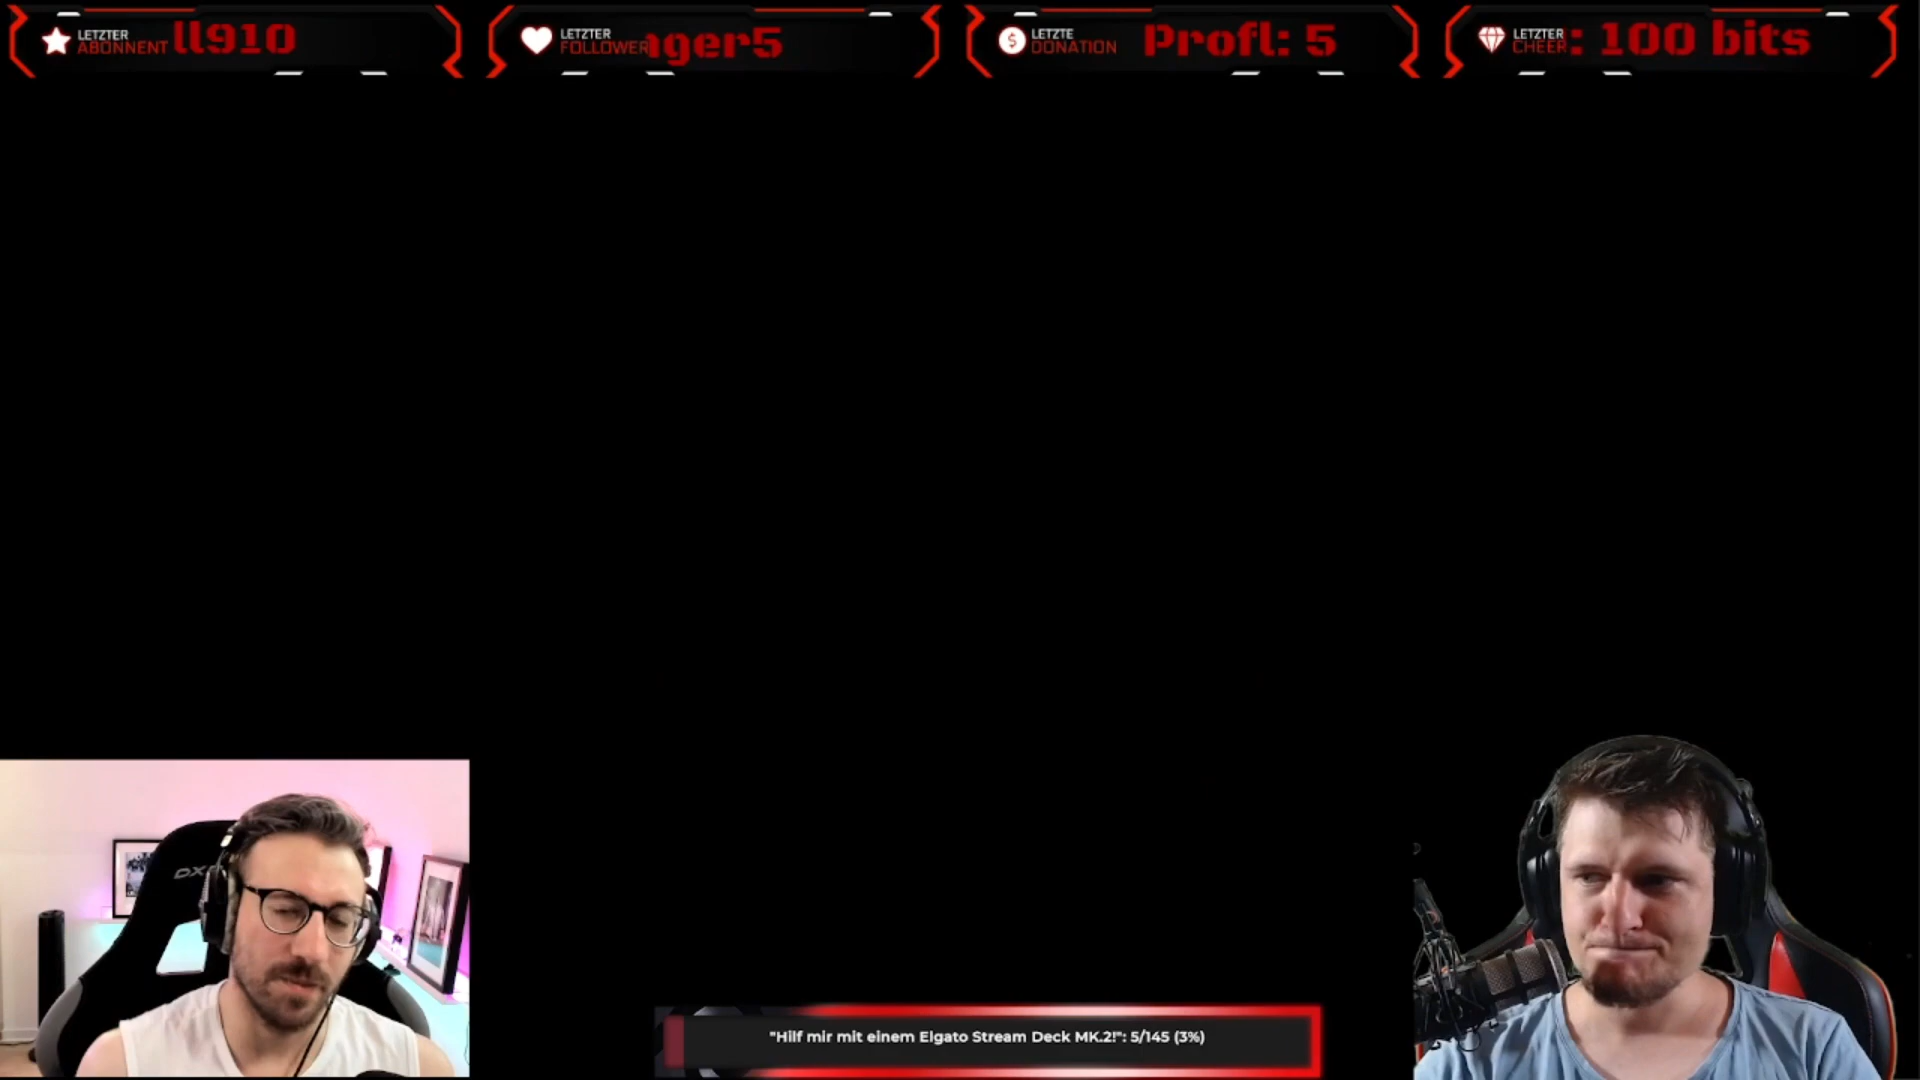 LETZTER
ABONNENT ll910
LETZTER
FOLLOWER ager5
LETZTE
DONATION Profl: 5
LETZTER
CHEER : 100 bits
"Hilf mir mit einem Elgato Stream Deck MK.2!": 5/145 (3%)